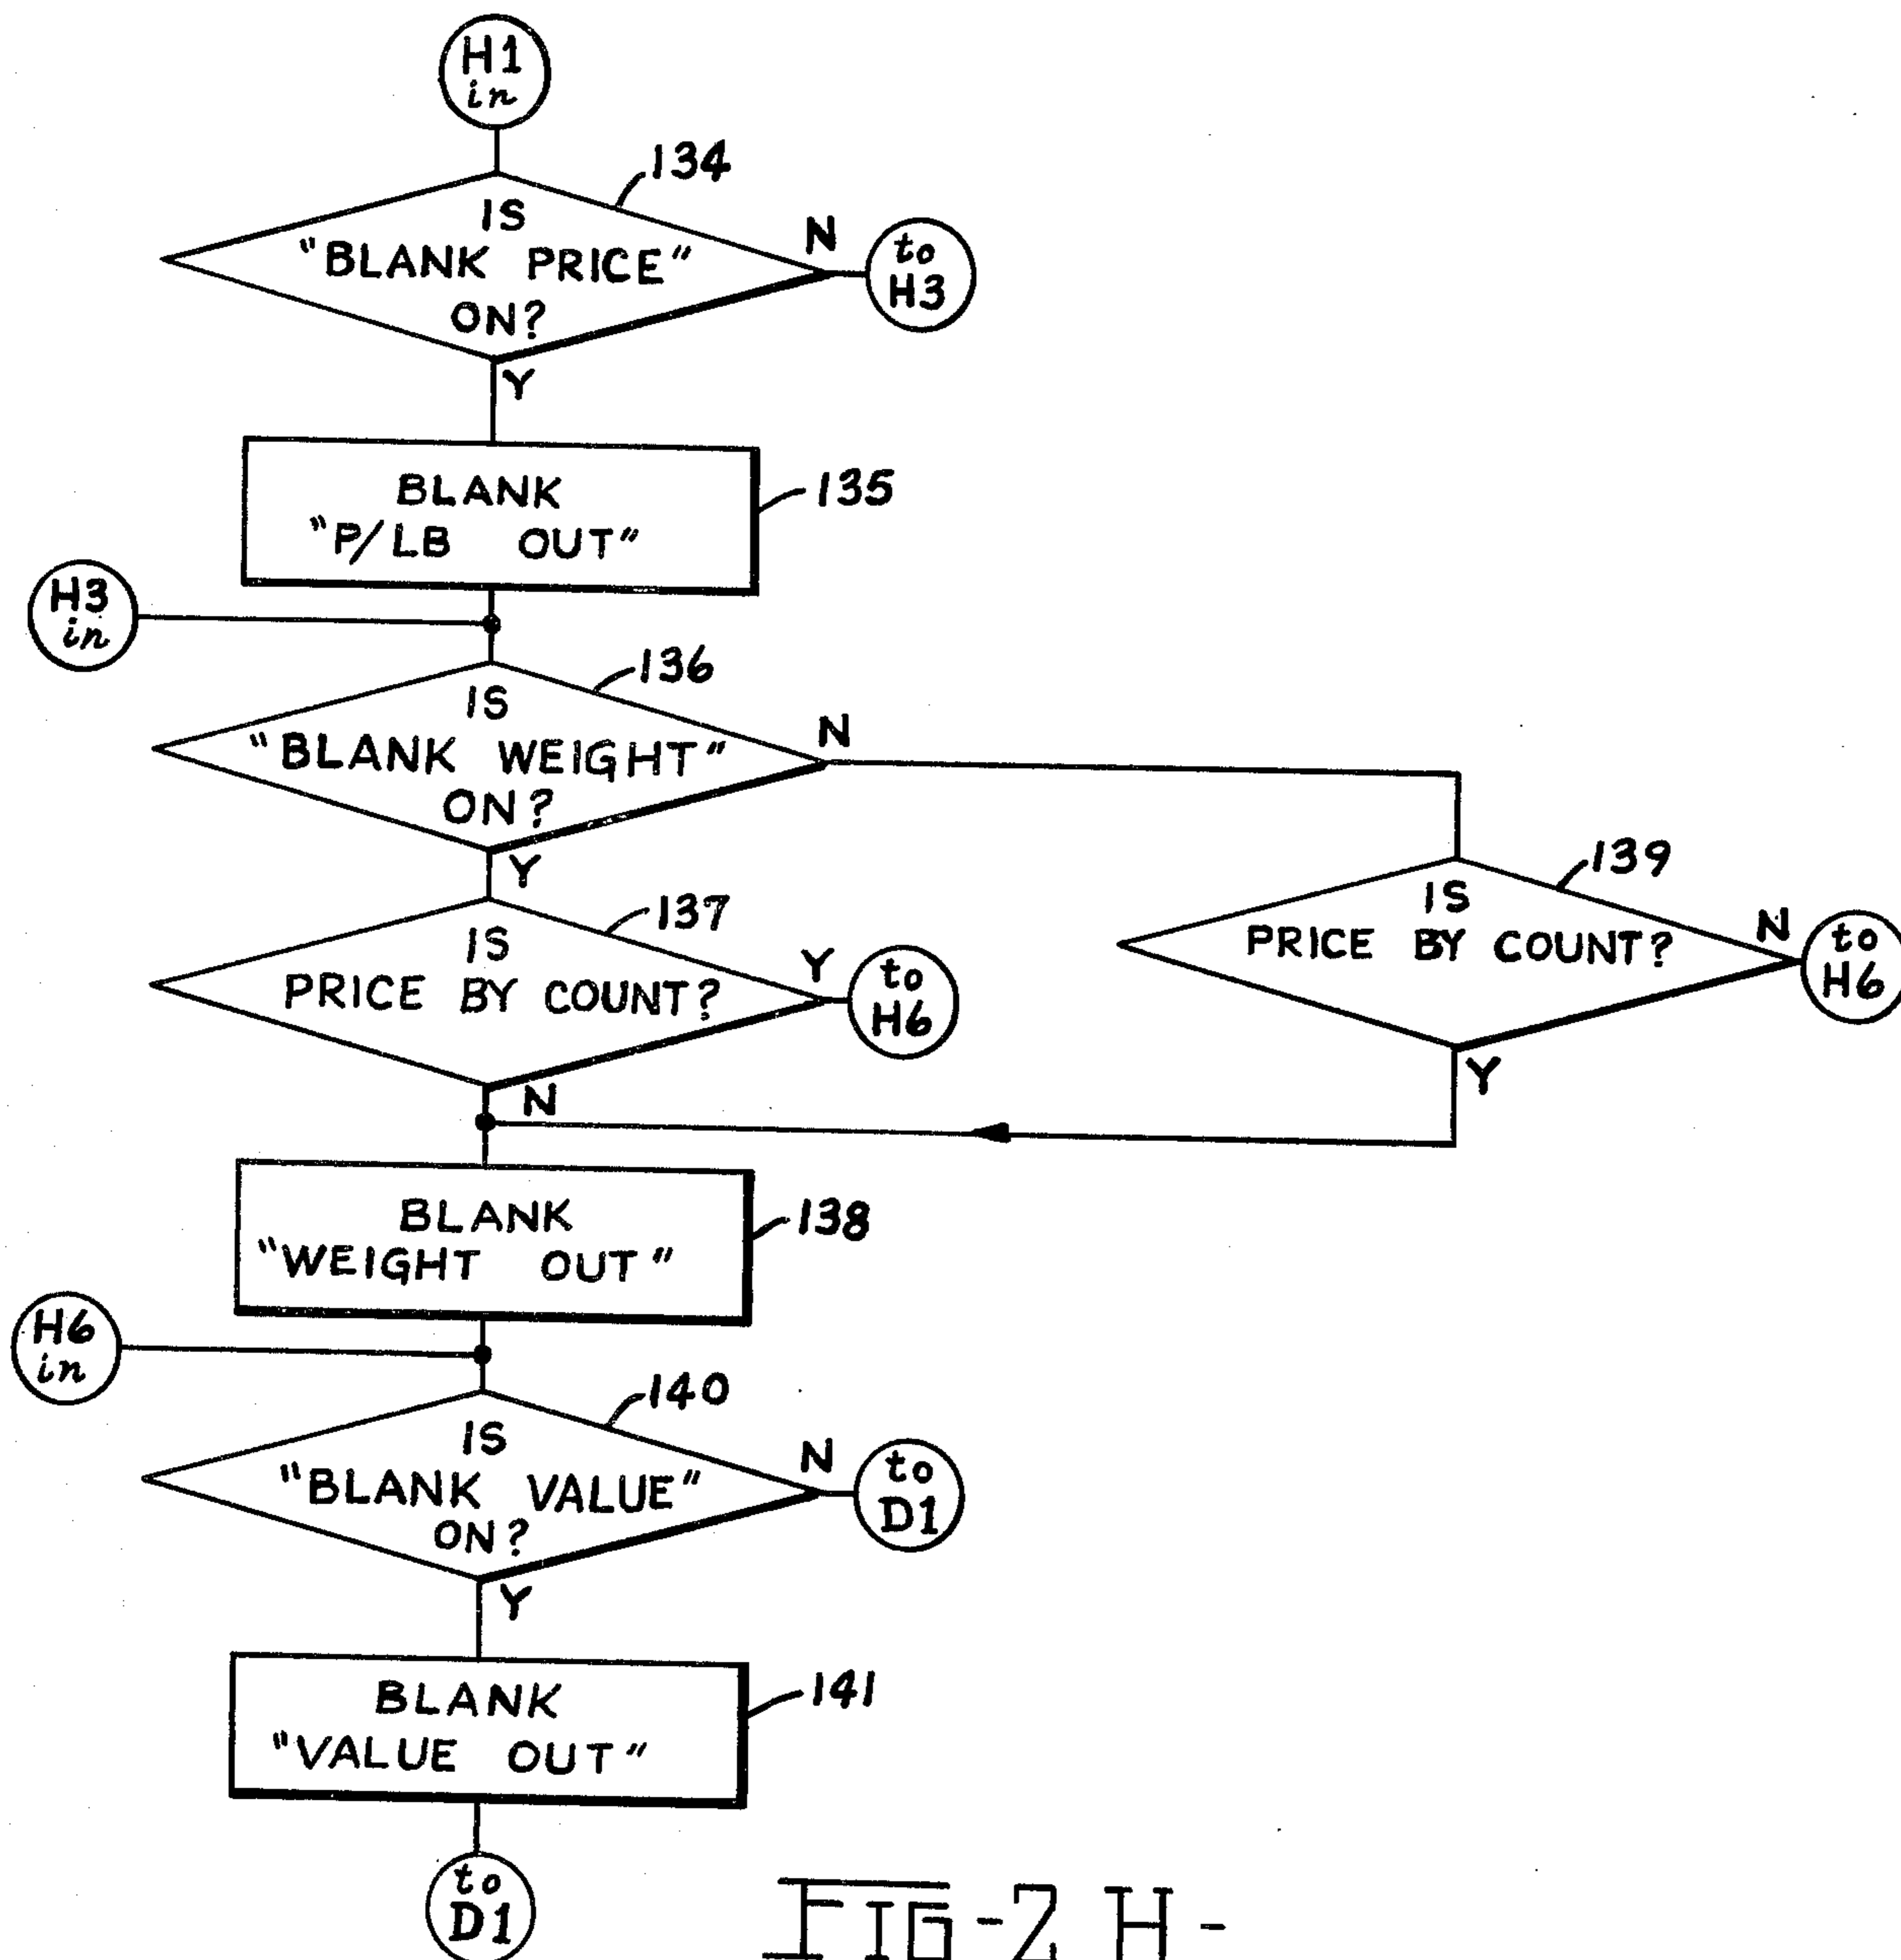 H1
in
134
IS
"BLANK PRICE"
ON?
N
to
H3
Y
BLANK
"P/LB OUT"
135
H3
in
136
IS
"BLANK WEIGHT"
ON?
N
Y
137
IS
PRICE BY COUNT?
Y
to
H6
N
139
IS
PRICE BY COUNT?
N
to
H6
Y
BLANK
"WEIGHT OUT"
138
H6
in
140
IS
"BLANK VALUE"
ON?
N
to
D1
Y
BLANK
"VALUE OUT"
141
to
D1
FIG-2 H-